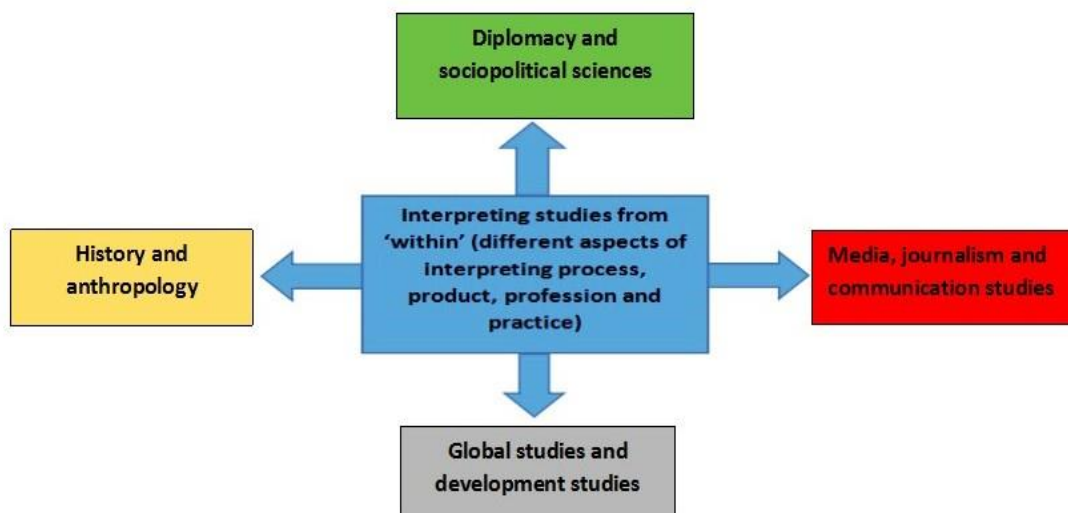 Diplomacy and
sociopolitical sciences
Interpreting studies from
‘within’ (different aspects of
interpreting process,
product, profession and
practice)
History and
anthropology
Media, journalism and
communication studies
Global studies and
development studies